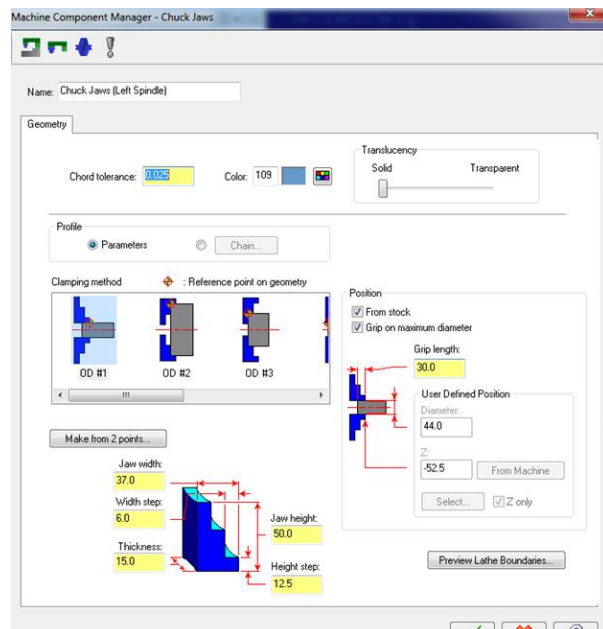 Machine Component Manager - Chuck Jaws
Name: Chuck Jaws (Left Spindle)
Geometry
Chord tolerance: 0.025
Color: 109
Translucency
Solid Transparent
Profile
Parameters
Chain...
Clamping method
: Reference point on geometry
OD #1 OD #2 OD #3
Make from 2 points...
Jaw width:
37.0
Width step:
6.0
Thickness:
15.0
Jaw height:
50.0
Height step:
12.5
Position
From stock
Grip on maximum diameter
Grip length:
30.0
User Defined Position
Diameter:
44.0
Z:
-52.5 From Machine
Select... Z only
Preview Lathe Boundaries...